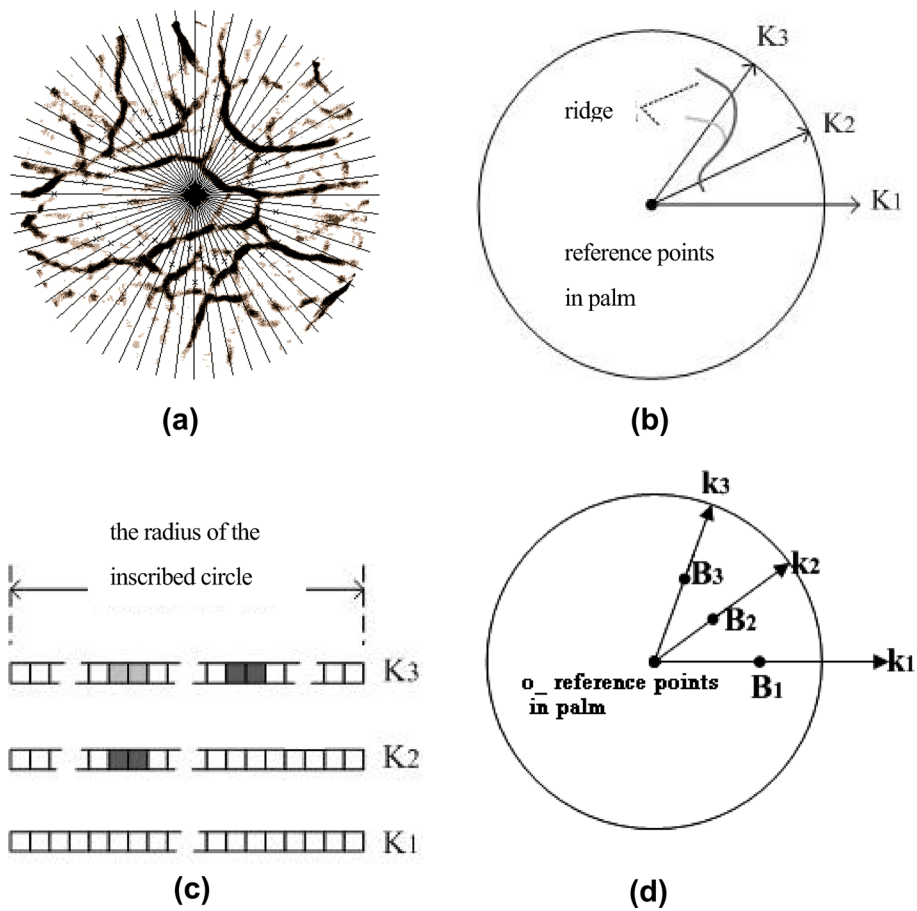 K3
ridge
K2
K1
reference points
in palm
(a)
(b)
the radius of the
inscribed circle
K3
K2
K1
(c)
k3
k2
B3
B2
k1
B1
o_ reference points
in palm
(d)